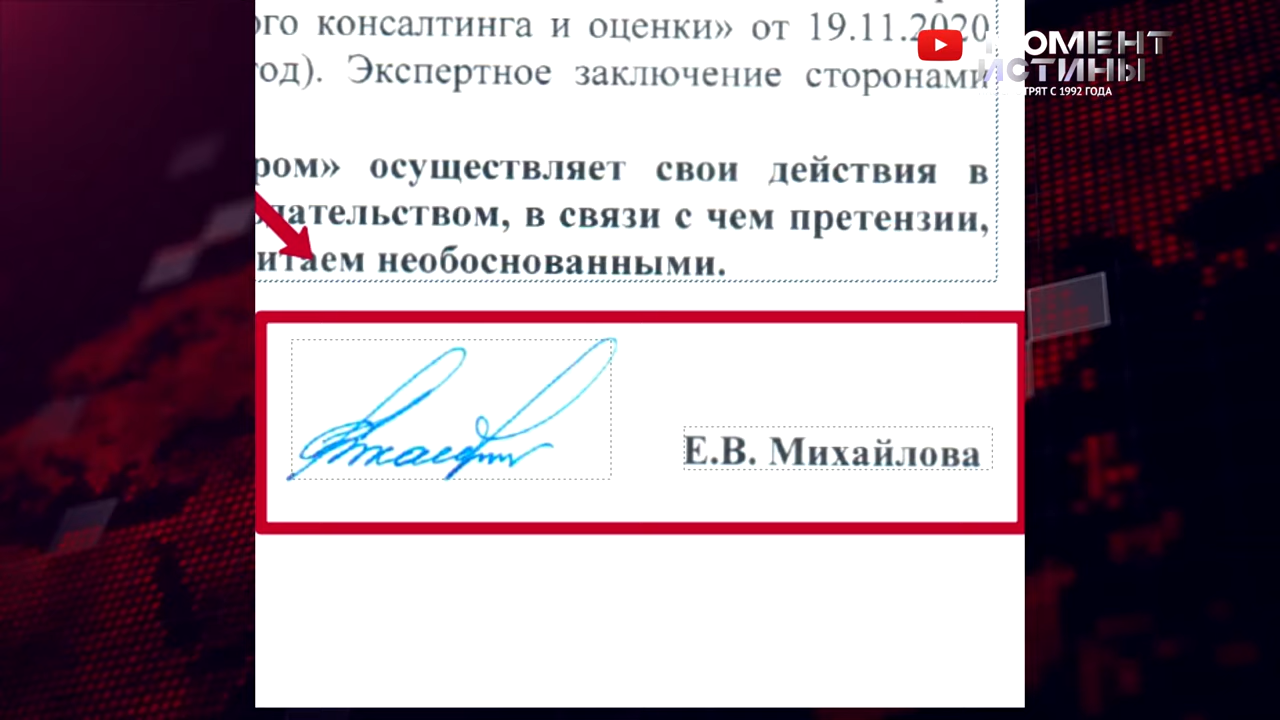 ого консалтинга и оценки» от 19.11.2020
год). Экспертное заключение сторонами
ром» осуществляет свои действия в
дательством, в связи с чем претензии,
итаем необоснованными.
Е.В. Михайлова
МОМЕНТ
ИСТИНЫ
ТРЯТ С 1992 ГОДА